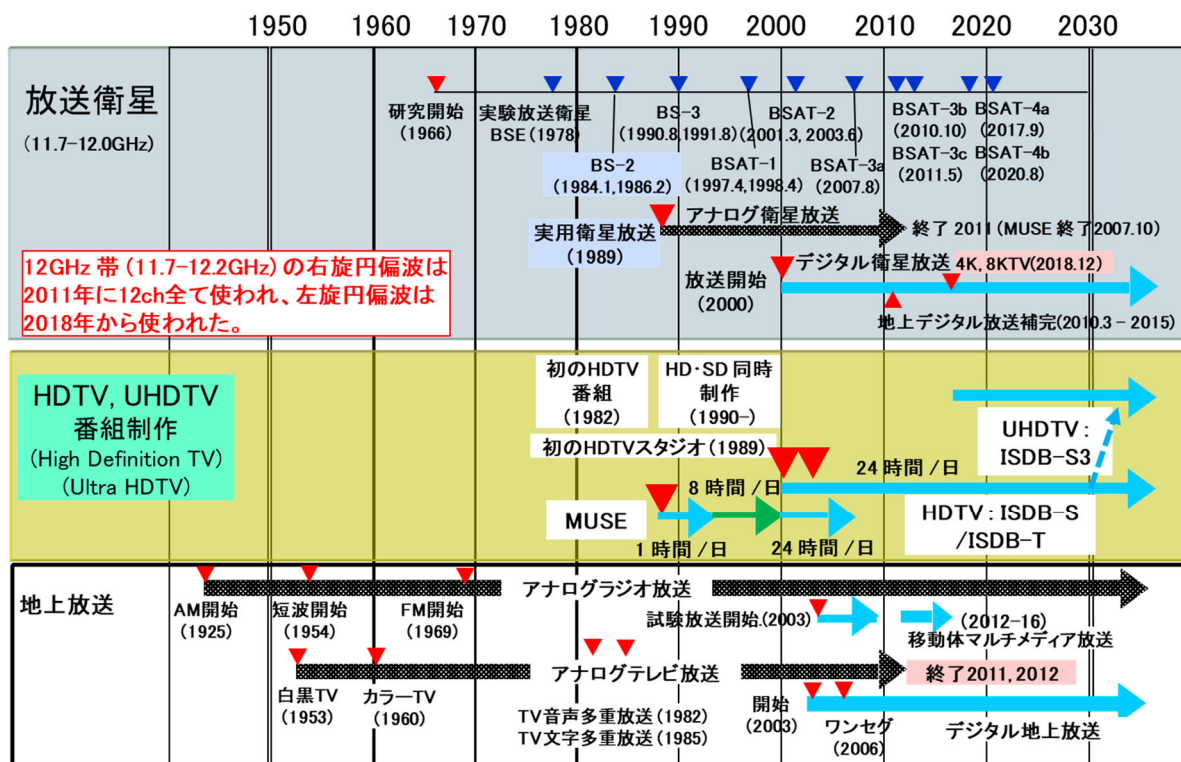 1950 1960 1970 1980 1990 2000 2010 2020 2030
放送衛星
(11.7-12.0GHz)
研究開始
(1966)
実験放送衛星
BSE(1978)
BS-2
(1984.1,1986.2)
BS-3
(1990.8,1991.8)
BSAT-1
(1997.4,1998.4)
BSAT-2
(2001.3, 2003.6)
BSAT-3a
(2007.8)
BSAT-3b
(2010.10)
BSAT-3c
(2011.5)
BSAT-4a
(2017.9)
BSAT-4b
(2020.8)
実用衛星放送
(1989)
アナログ衛星放送
終了 2011(MUSE 終了2007.10)
放送開始
(2000)
デジタル衛星放送 4K, 8KTV(2018.12)
地上デジタル放送補完(2010.3 - 2015)
12GHz 帯(11.7-12.2GHz)の右旋円偏波は
2011年に12ch全て使われ、左旋円偏波は
2018年から使われた。
HDTV, UHDTV
番組制作
(High Definition TV)
(Ultra HDTV)
初のHDTV
番組
(1982)
HD・SD 同時
制作
(1990-)
初のHDTVスタジオ(1989)
MUSE
1 時間 /日
8 時間 /日
24 時間 /日
24 時間 /日
UHDTV :
ISDB-S3
HDTV : ISDB-S
/ISDB-T
地上放送
AM開始
(1925)
短波開始
(1954)
FM開始
(1969)
アナログラジオ放送
試験放送開始.(2003)
(2012-16)
移動体マルチメディア放送
白黒TV
(1953)
カラーTV
(1960)
アナログテレビ放送
終了2011, 2012
TV音声多重放送(1982)
TV文字多重放送(1985)
開始
(2003)
ワンセグ
(2006)
デジタル地上放送